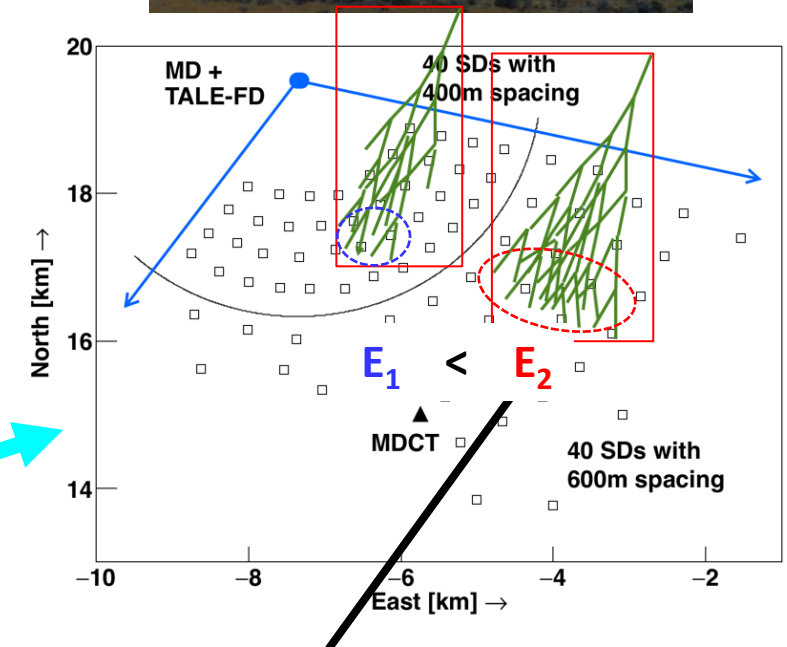 20
18
16
14
North [km] →
MD +
TALE-FD
40 SDs with
400m spacing
E₁ < E₂
MDCT
40 SDs with
600m spacing
−10
−8
−6
−4
−2
East [km] →